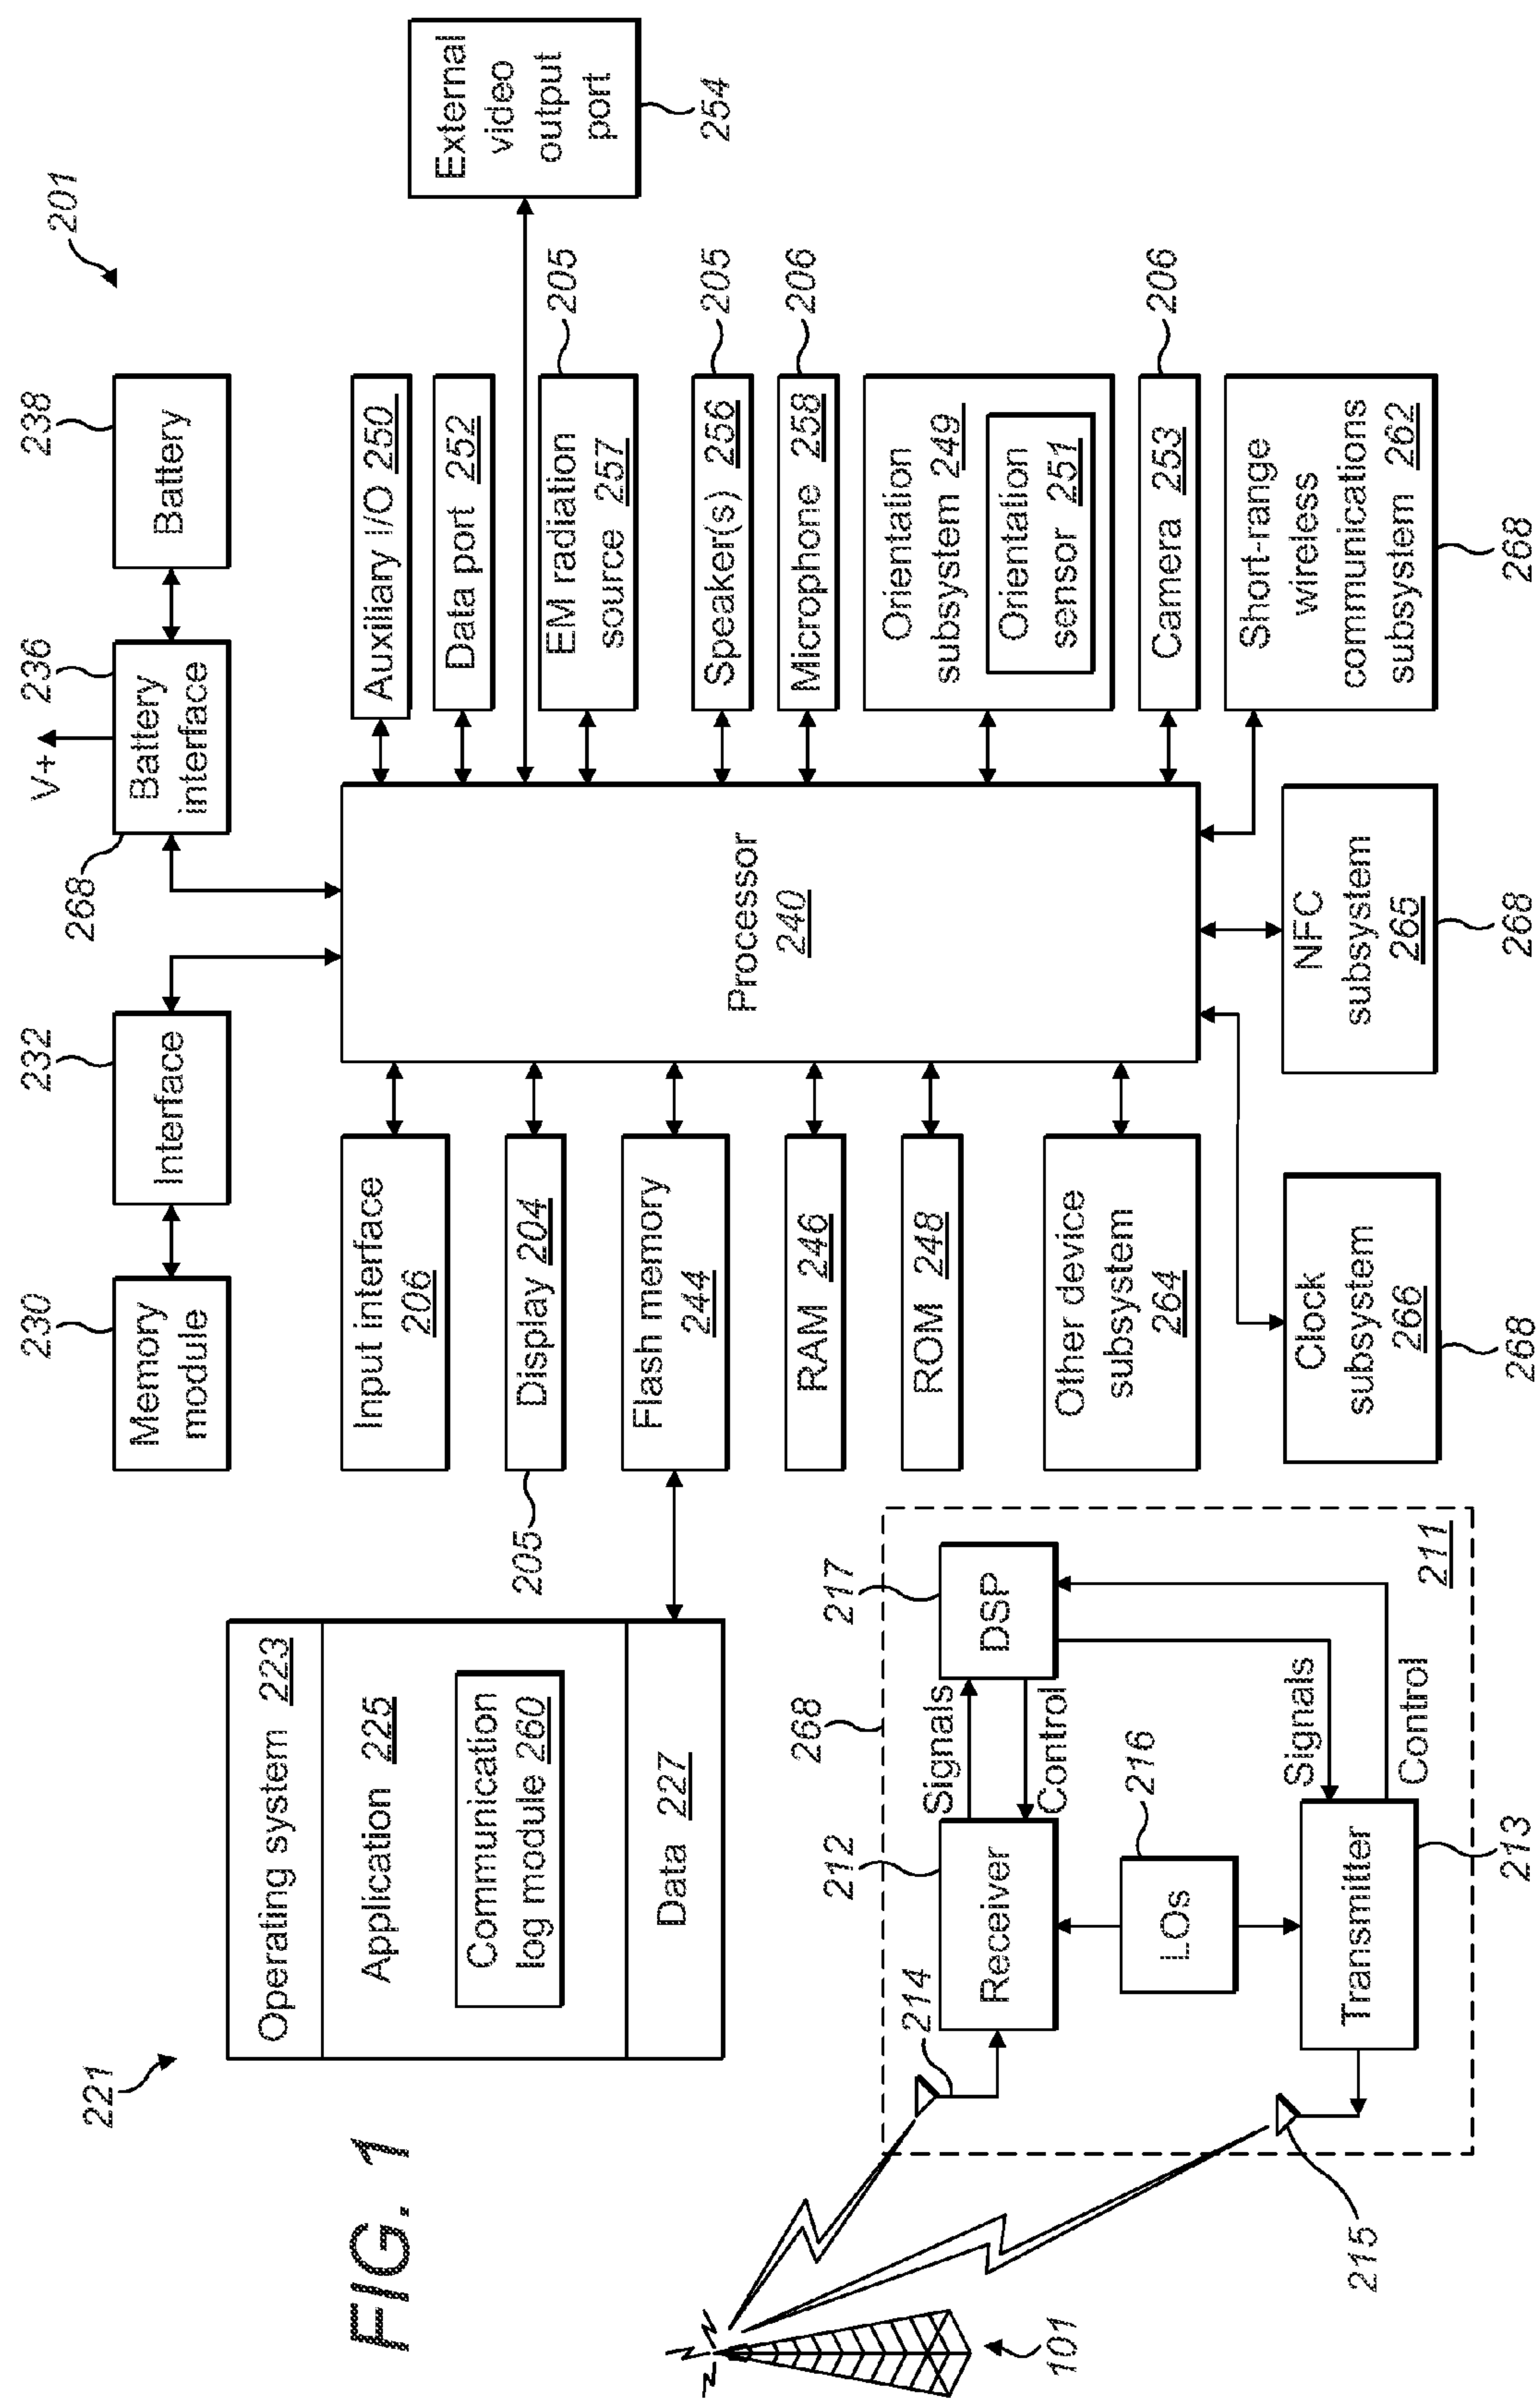 FIG. 1
201
221
230
Memory
module
232
Interface
268
V+
236
Battery
interface
238
Battery
Operating system 223
Application 225
Communication
log module 260
Data 227
Input interface
206
Display 204
205
Flash memory
244
RAM 246
ROM 248
Other device
subsystem
264
Processor
240
Auxiliary I/O 250
Data port 252
EM radiation
source 257
205
External
video
output
port
254
Speaker(s) 256
205
Microphone 258
206
Orientation
subsystem 249
Orientation
sensor 251
Camera 253
206
Short-range
wireless
communications
subsystem 262
268
NFC
subsystem
265
268
Clock
subsystem
266
268
101
214
215
212
Receiver
Signals
Control
217
DSP
268
216
LOs
Transmitter
213
Signals
Control
211